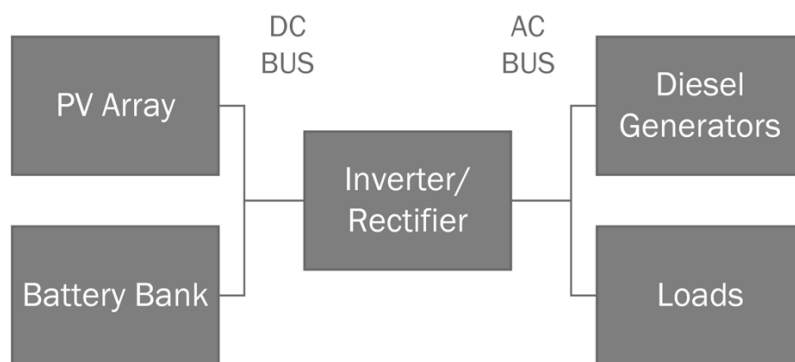 DC
BUS
AC
BUS
PV Array
Diesel
Generators
Inverter/
Rectifier
Battery Bank
Loads